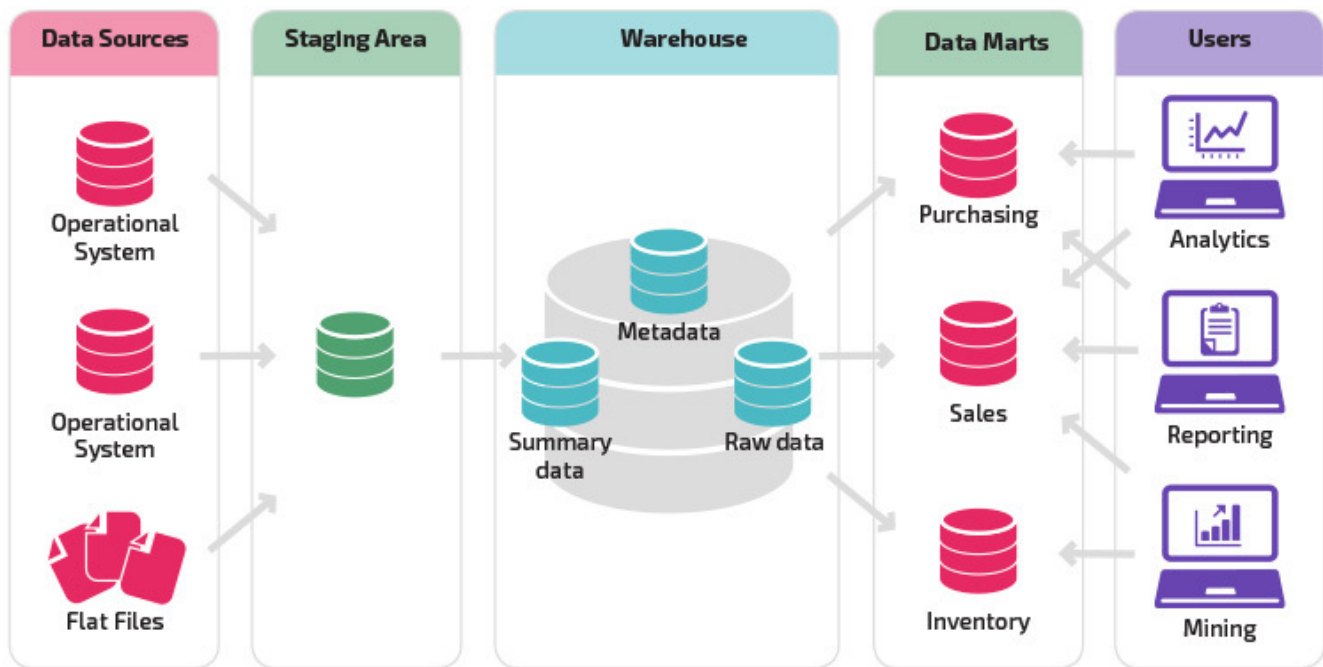 Data Sources
Staging Area
Warehouse
Data Marts
Users
Operational
System
Operational
System
Flat Files
Metadada
Summary
data
Raw data
Purchasing
Sales
Inventory
Analytics
Reporting
Mining